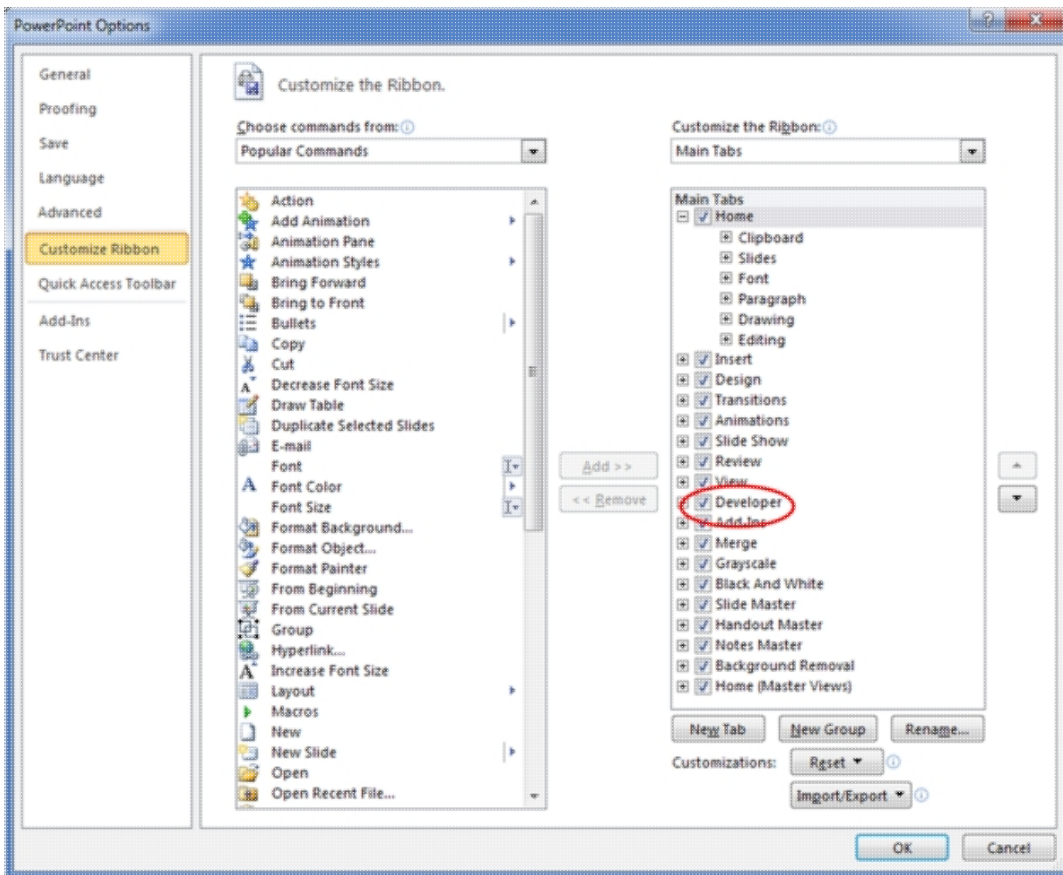 PowerPoint Options
General
Proofing
Save
Language
Advanced
Customize Ribbon
Quick Access Toolbar
Add-Ins
Trust Center
Customize the Ribbon.
Choose commands from:
Popular Commands
Action
Add Animation
Animation Pane
Animation Styles
Bring Forward
Bring to Front
Bullets
Copy
Cut
Decrease Font Size
Draw Table
Duplicate Selected Slides
E-mail
Font
Font Color
Font Size
Format Background...
Format Object...
Format Painter
From Beginning
From Current Slide
Group
Hyperlink...
Increase Font Size
Layout
Macros
New
New Slide
Open
Open Recent File...
Add >>
<< Remove
Customize the Ribbon:
Main Tabs
Main Tabs
Home
Clipboard
Slides
Font
Paragraph
Drawing
Editing
Insert
Design
Transitions
Animations
Slide Show
Review
View
Developer
Add-Ins
Merge
Grayscale
Black And White
Slide Master
Handout Master
Notes Master
Background Removal
Home (Master Views)
New Tab
New Group
Rename...
Customizations:
Reset
Import/Export
OK
Cancel